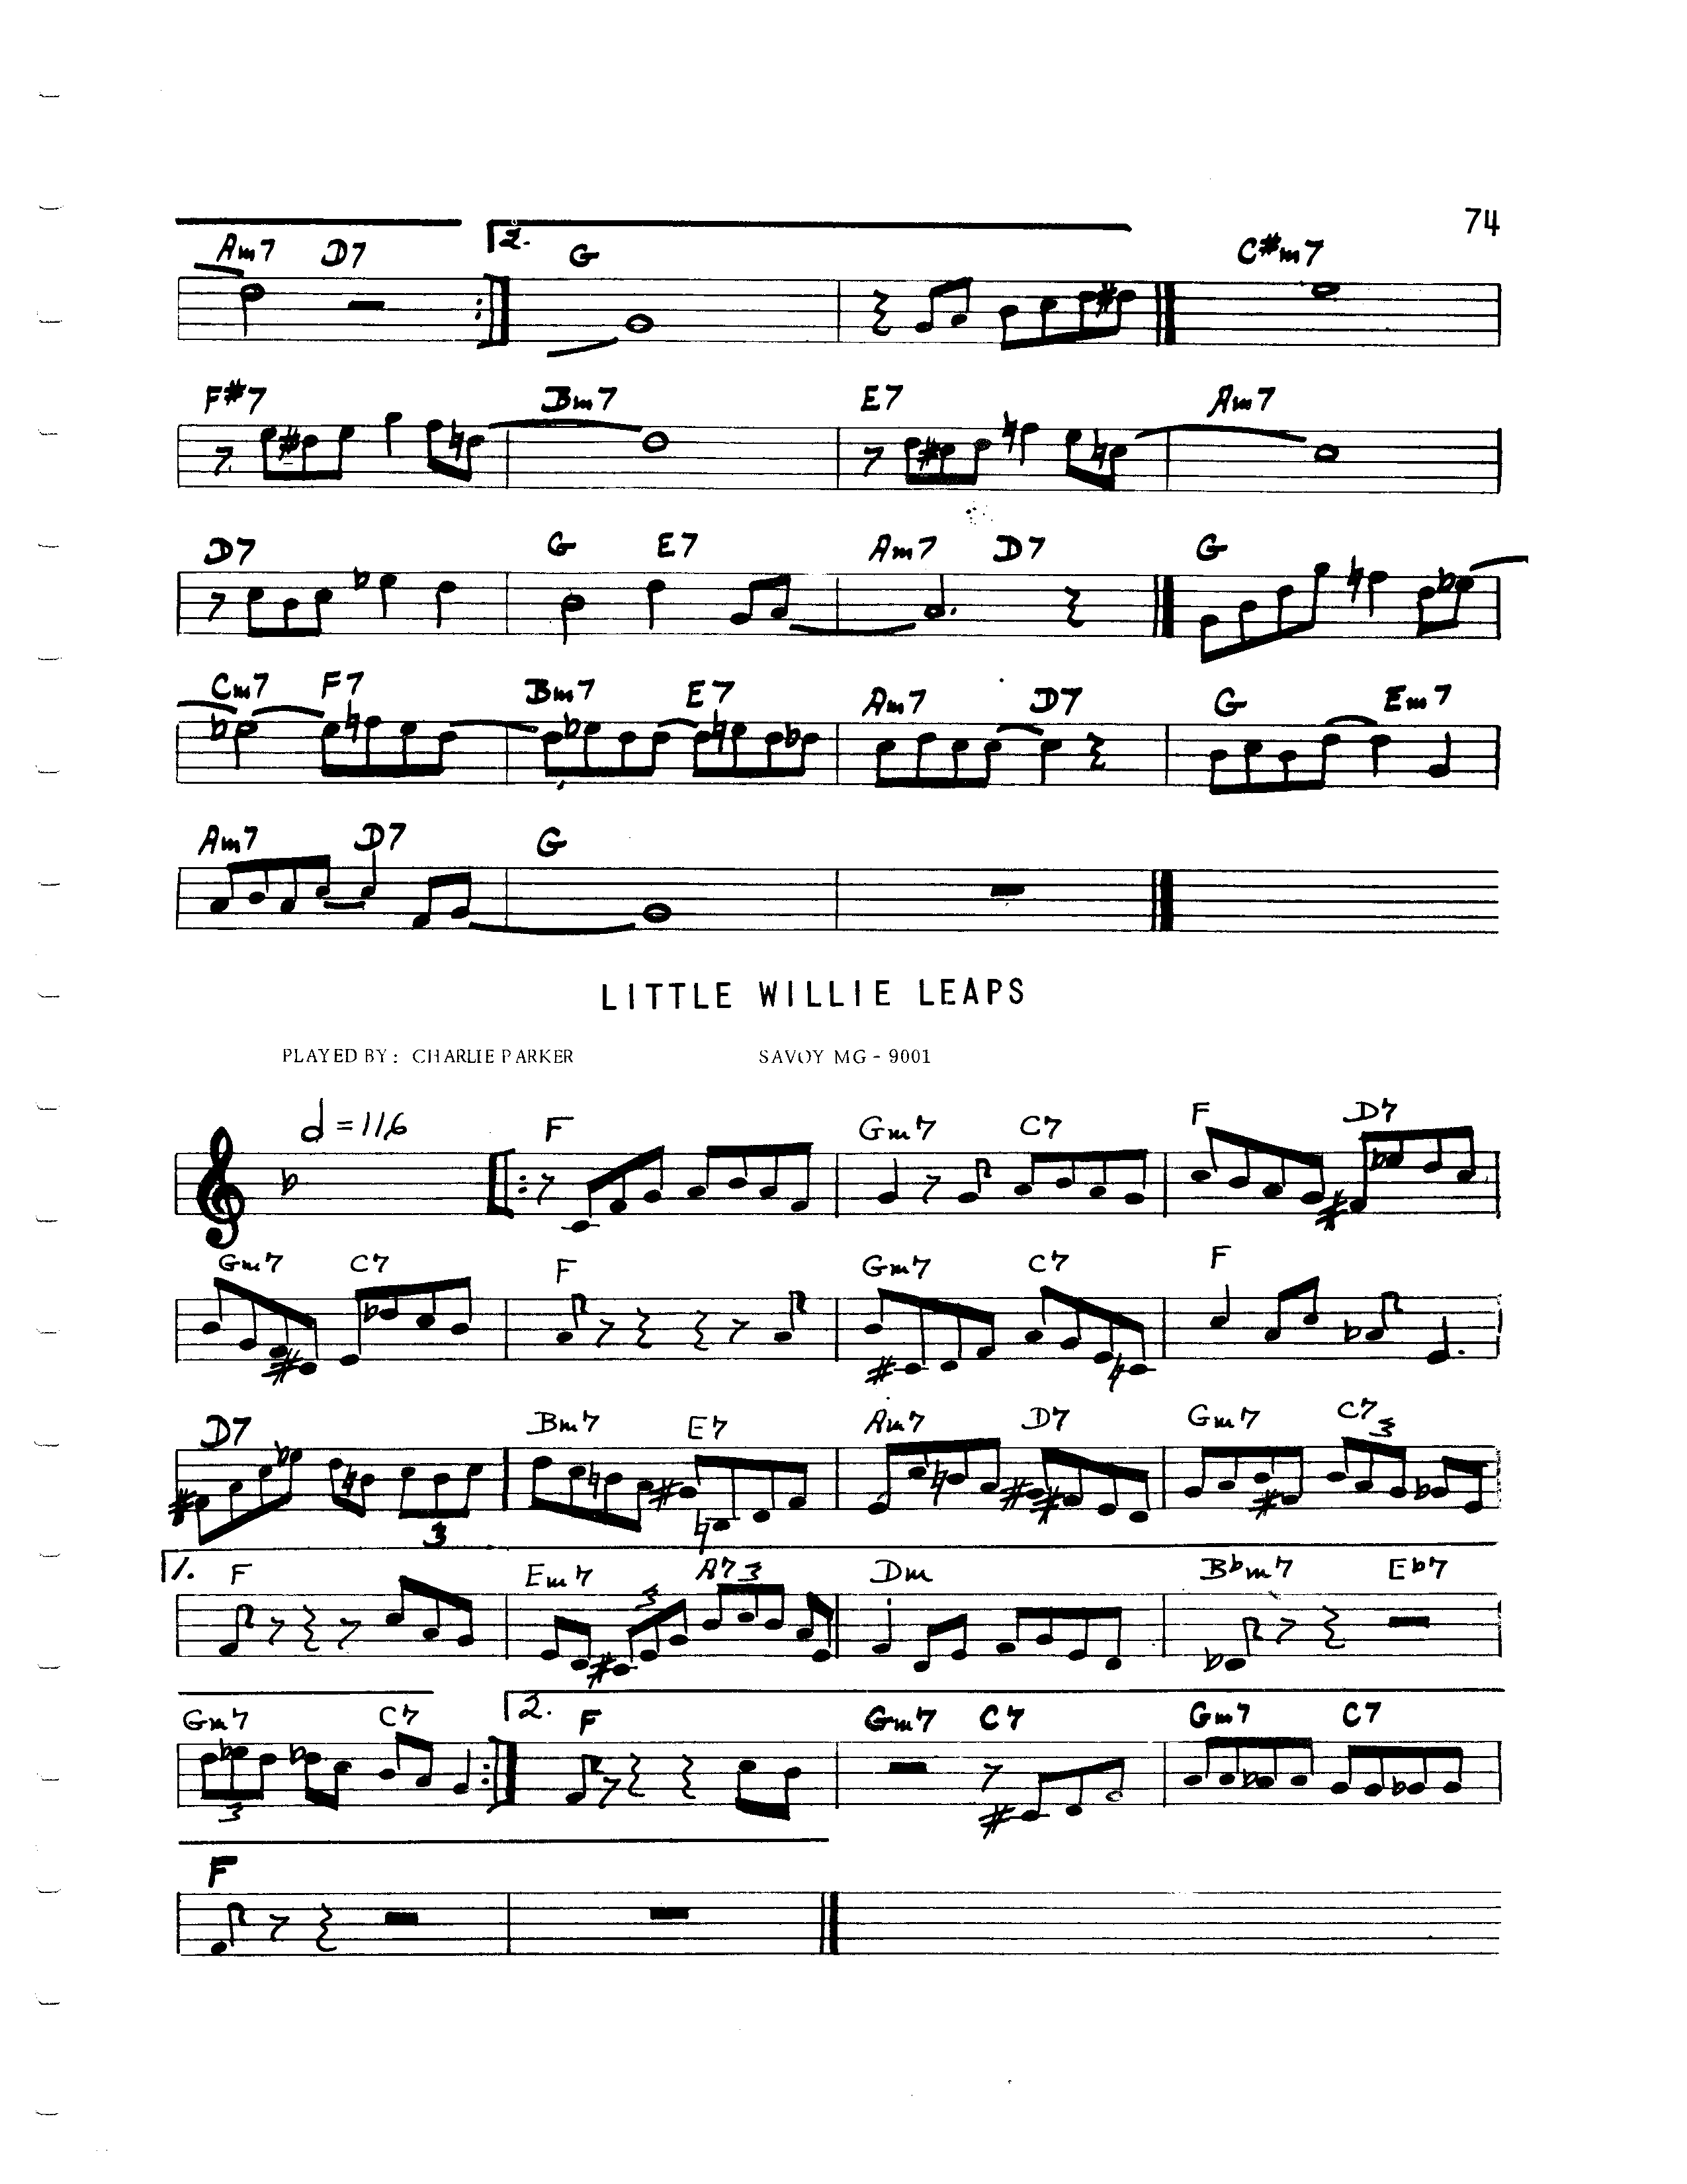 74
Am7 D7 2. G C#m7
F#7 Bm7 E7 Am7
D7 G E7 Am7 D7 G
Cm7 F7 Bm7 E7 Am7 D7 G Em7
Am7 D7 G
LITTLE WILLIE LEAPS
PLAYED BY: CHARLIE PARKER SAVOY MG - 9001
= 116 F Gm7 C7 F D7
Gm7 C7 F Gm7 C7 F
D7 Bm7 E7 Am7 D7 Gm7 C7 3
3
1. F Em7 3 A7 3 Dm Bbm7 Eb7
Gm7 C7 2. F Gm7 C7 Gm7 C7
3
F